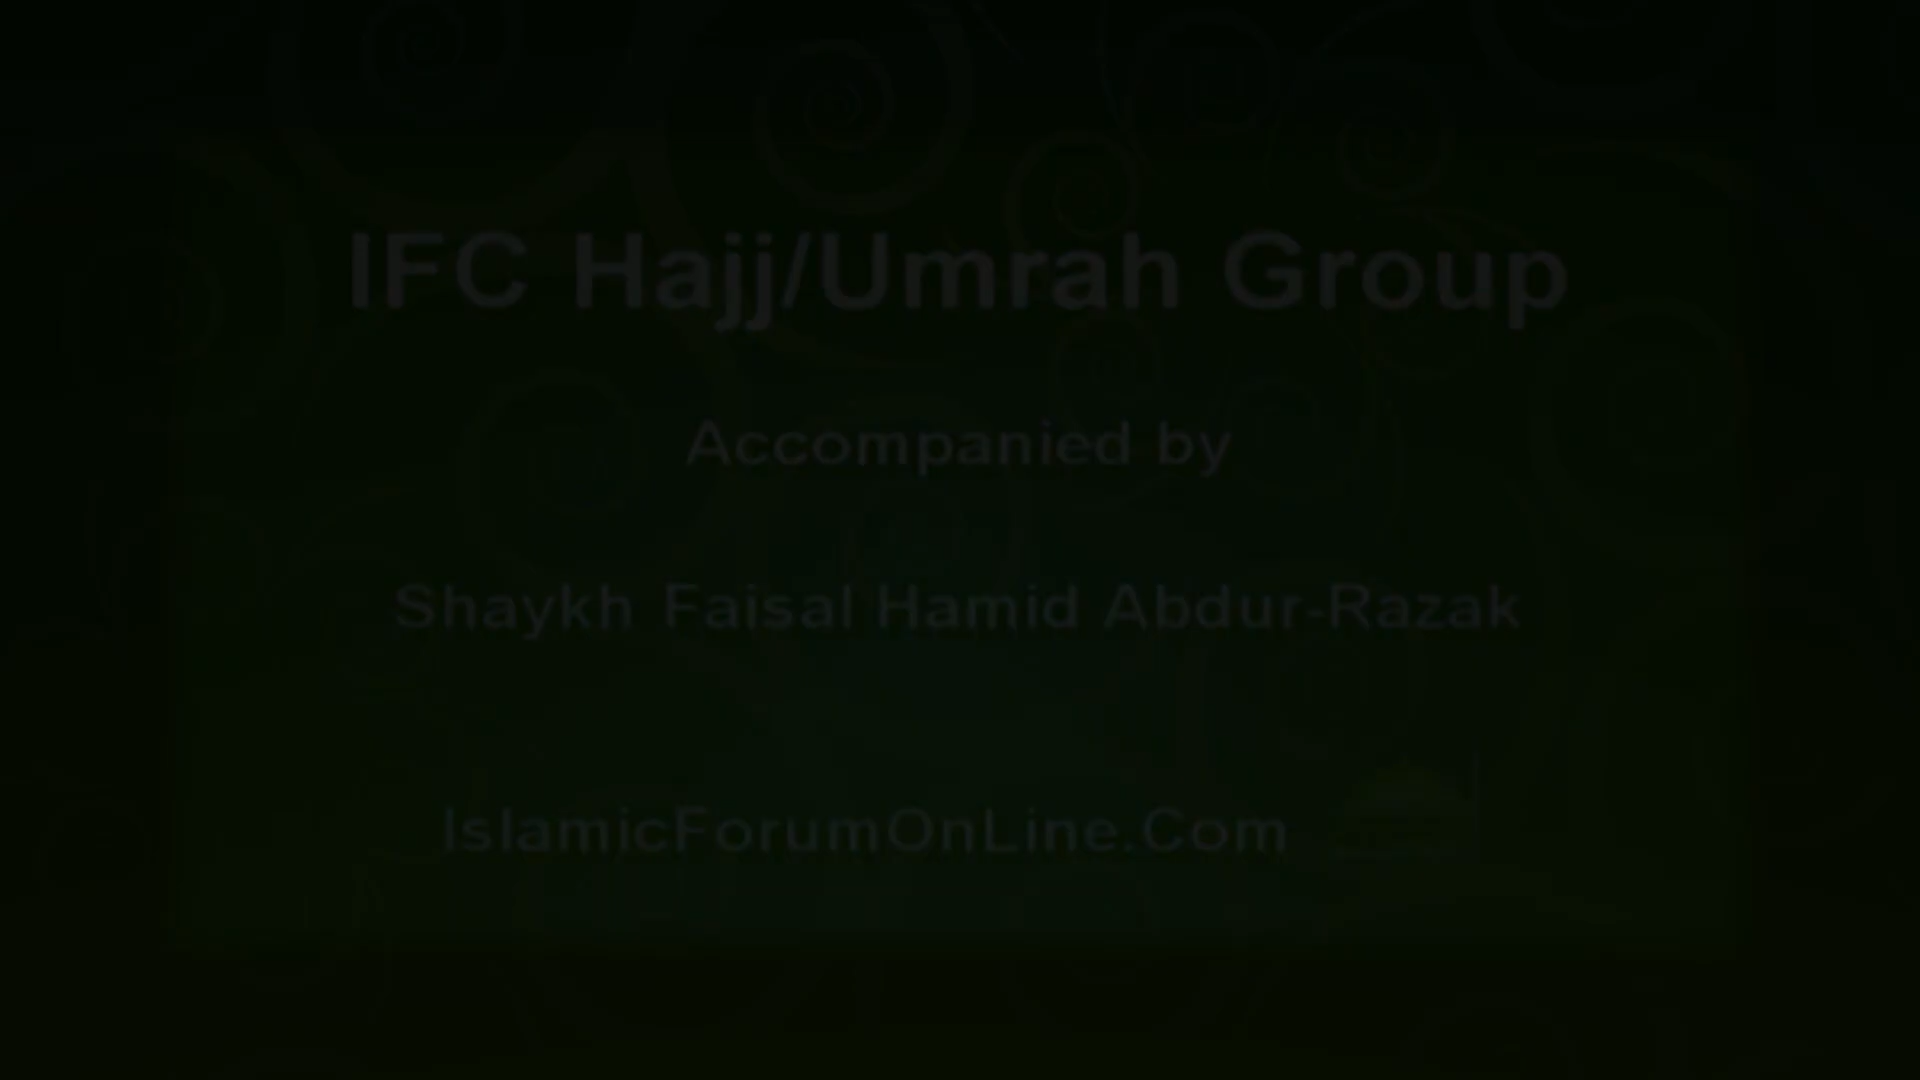 IFC Hajj/Umrah Group
Accompanied by
Shaykh Faisal Hamid Abdur-Razak
IslamicForumOnLine.Com